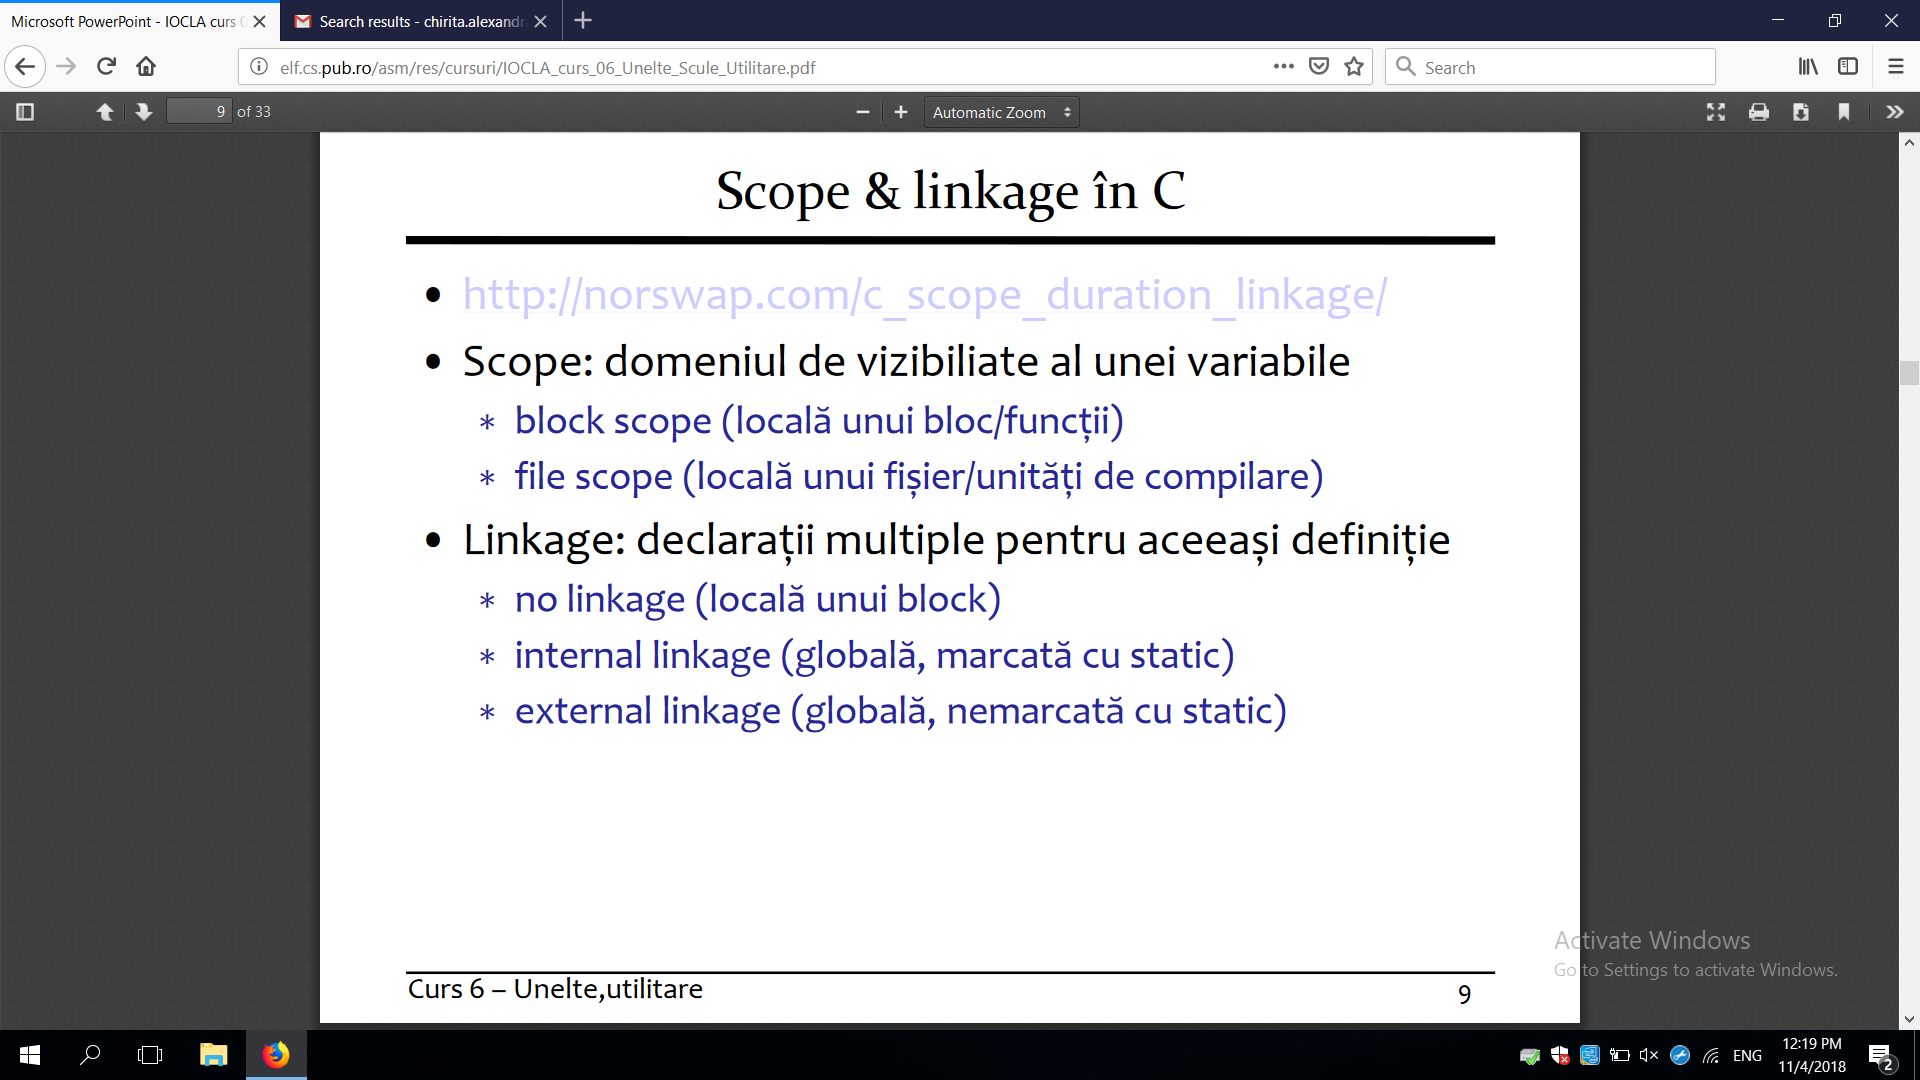 Microsoft PowerPoint - IOCLA curs 0
Search results - chirita.alexandr
elf.cs.pub.ro/asm/res/cursuri/IOCLA_curs_06_Unelte_Scule_Utilitare.pdf
Search
9 of 33
Automatic Zoom
Scope & linkage în C
• http://norswap.com/c_scope_duration_linkage/
• Scope: domeniul de vizibiliate al unei variabile
* block scope (locală unui bloc/funcții)
* file scope (locală unui fișier/unități de compilare)
• Linkage: declarații multiple pentru aceeași definiție
* no linkage (locală unui block)
* internal linkage (globală, marcată cu static)
* external linkage (globală, nemarcată cu static)
Activate Windows
Go to Settings to activate Windows.
Curs 6 – Unelte,utilitare
9
ENG
12:19 PM
11/4/2018
2